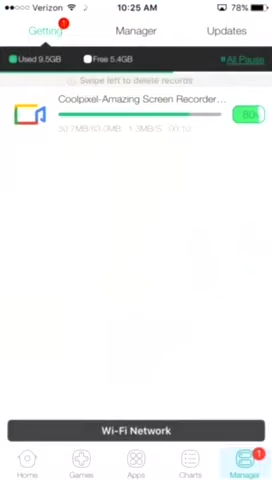 Verizon 10:25 AM 78%
Getting 1 Manager Updates
Used 9.5GB Free 5.4GB All Pause
Swipe left to delete records
Coolpixel-Amazing Screen Recorder…
80%
52.7MB/63.0MB 1.3MB/S 00:10
Wi-Fi Network
Home Games Apps Charts Manager 1